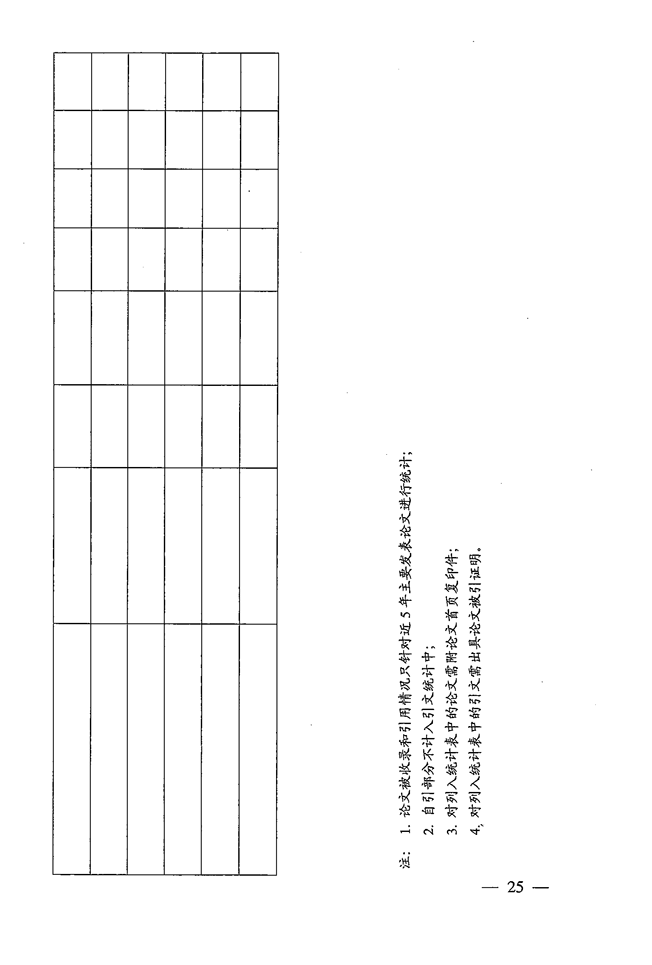 注：1. 论文被收录和引用情况只针对近5年主要发表论文进行统计；
2. 自引部分不计入引文统计中；
3. 对列入统计表中的论文需附论文首页复印件；
4. 对列入统计表中的引文需出具论文被引证明。
— 25 —